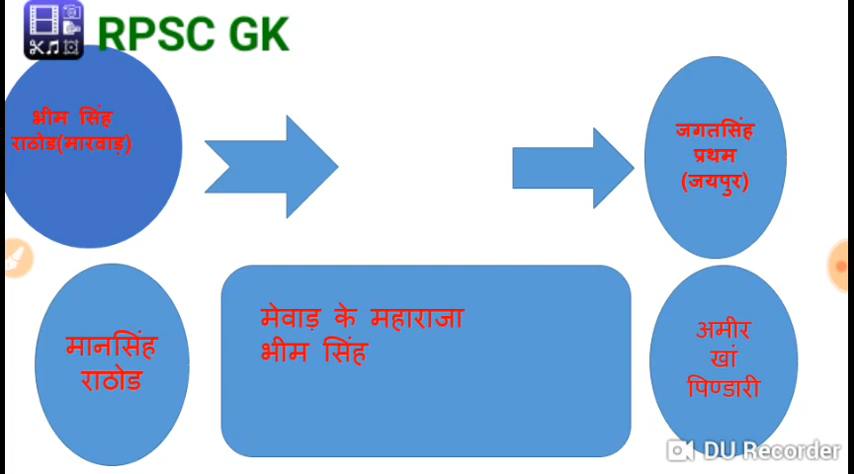 RPSC GK
भीम सिंह
राठोड(मारवाड़)
जगतसिंह
प्रथम
(जयपुर)
मानसिंह
राठोड
मेवाड़ के महाराजा
भीम सिंह
अमीर
खां
पिण्डारी
DU Recorder